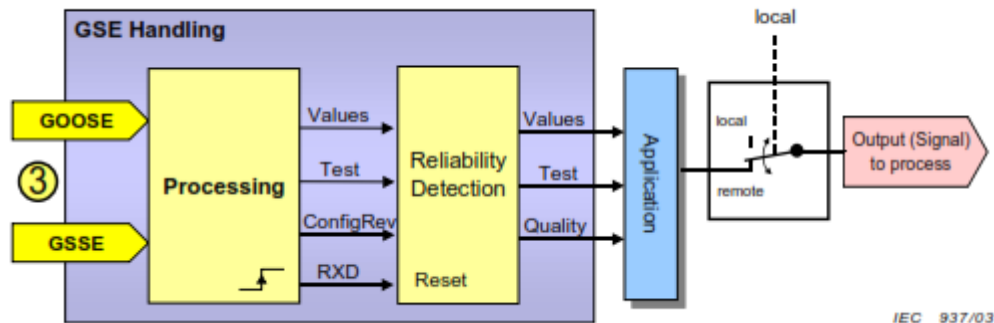 GSE Handling
local
GOOSE
3
GSSE
Processing
Values
Test
ConfigRev
RXD
Reliability
Detection
Reset
Values
Test
Quality
Application
local
remote
Output (Signal)
to process
IEC 937/03